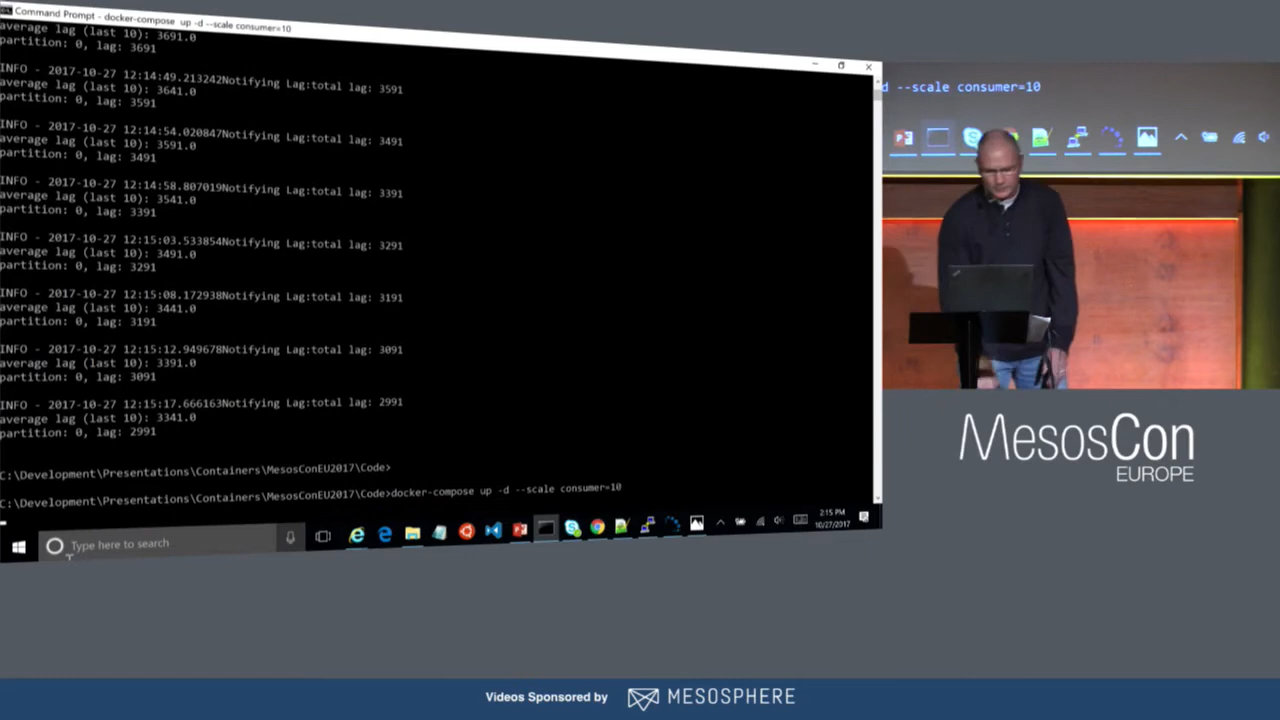 Command Prompt - docker-compose up -d --scale consumer=10
average lag (last 10): 3691.0
partition: 0, lag: 3691
INFO - 2017-10-27 12:14:49.213242Notifying Lag:total lag: 3591
average lag (last 10): 3641.0
partition: 0, lag: 3591
INFO - 2017-10-27 12:14:54.020847Notifying Lag:total lag: 3491
average lag (last 10): 3591.0
partition: 0, lag: 3491
INFO - 2017-10-27 12:14:58.807019Notifying Lag:total lag: 3391
average lag (last 10): 3541.0
partition: 0, lag: 3391
INFO - 2017-10-27 12:15:03.533854Notifying Lag:total lag: 3291
average lag (last 10): 3491.0
partition: 0, lag: 3291
INFO - 2017-10-27 12:15:08.172938Notifying Lag:total lag: 3191
average lag (last 10): 3441.0
partition: 0, lag: 3191
INFO - 2017-10-27 12:15:12.949678Notifying Lag:total lag: 3091
average lag (last 10): 3391.0
partition: 0, lag: 3091
INFO - 2017-10-27 12:15:17.666163Notifying Lag:total lag: 2991
average lag (last 10): 3341.0
partition: 0, lag: 2991
C:\Development\Presentations\Containers\MesosConEU2017\Code>
C:\Development\Presentations\Containers\MesosConEU2017\Code>docker-compose up -d --scale consumer=10
Type here to search
2:15 PM
10/27/2017
d --scale consumer=10
MesosCon
EUROPE
Videos Sponsored by MESOSPHERE